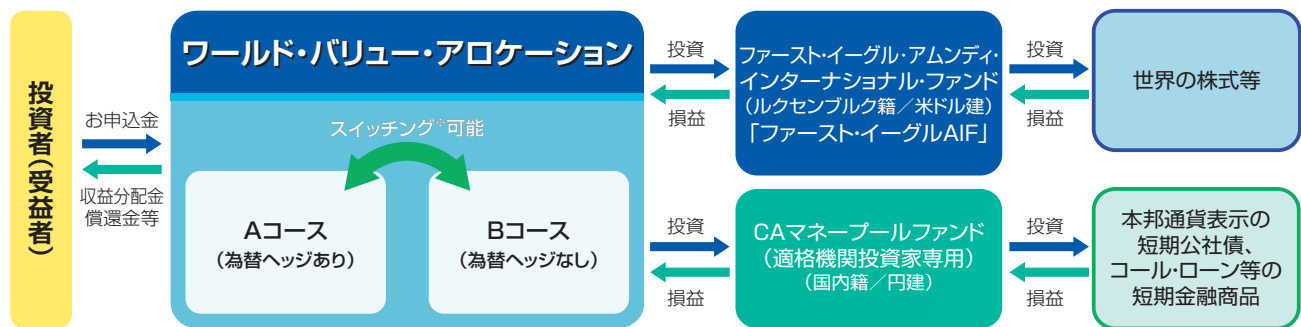 投資者(受益者)
お申込金
収益分配金
償還金等
ワールド・バリュー・アロケーション
スイッチング※可能
Aコース
(為替ヘッジあり)
Bコース
(為替ヘッジなし)
投資
損益
ファースト・イーグル・アムンディ・
インターナショナル・ファンド
(ルクセンブルク籍／米ドル建)
「ファースト・イーグルAIF」
投資
損益
世界の株式等
投資
損益
CAマネープールファンド
(適格機関投資家専用)
(国内籍／円建)
投資
損益
本邦通貨表示の
短期公社債、
コール・ローン等の
短期金融商品